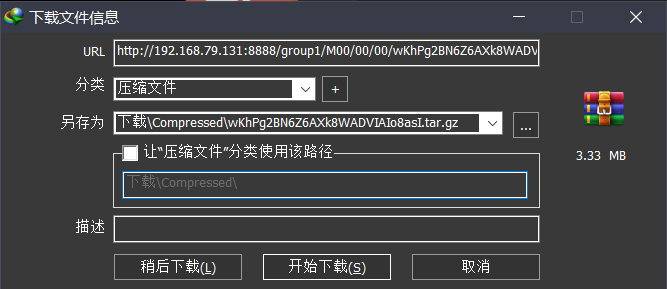 下载文件信息
URL http://192.168.79.131:8888/group1/M00/00/00/wKhPg2BN6Z6AXk8WADV
分类 压缩文件 +
另存为 下载\Compressed\wKhPg2BN6Z6AXk8WADVIAIo8asI.tar.gz ...
3.33 MB
让“压缩文件”分类使用该路径
下载\Compressed\
描述
稍后下载(L) 开始下载(S) 取消